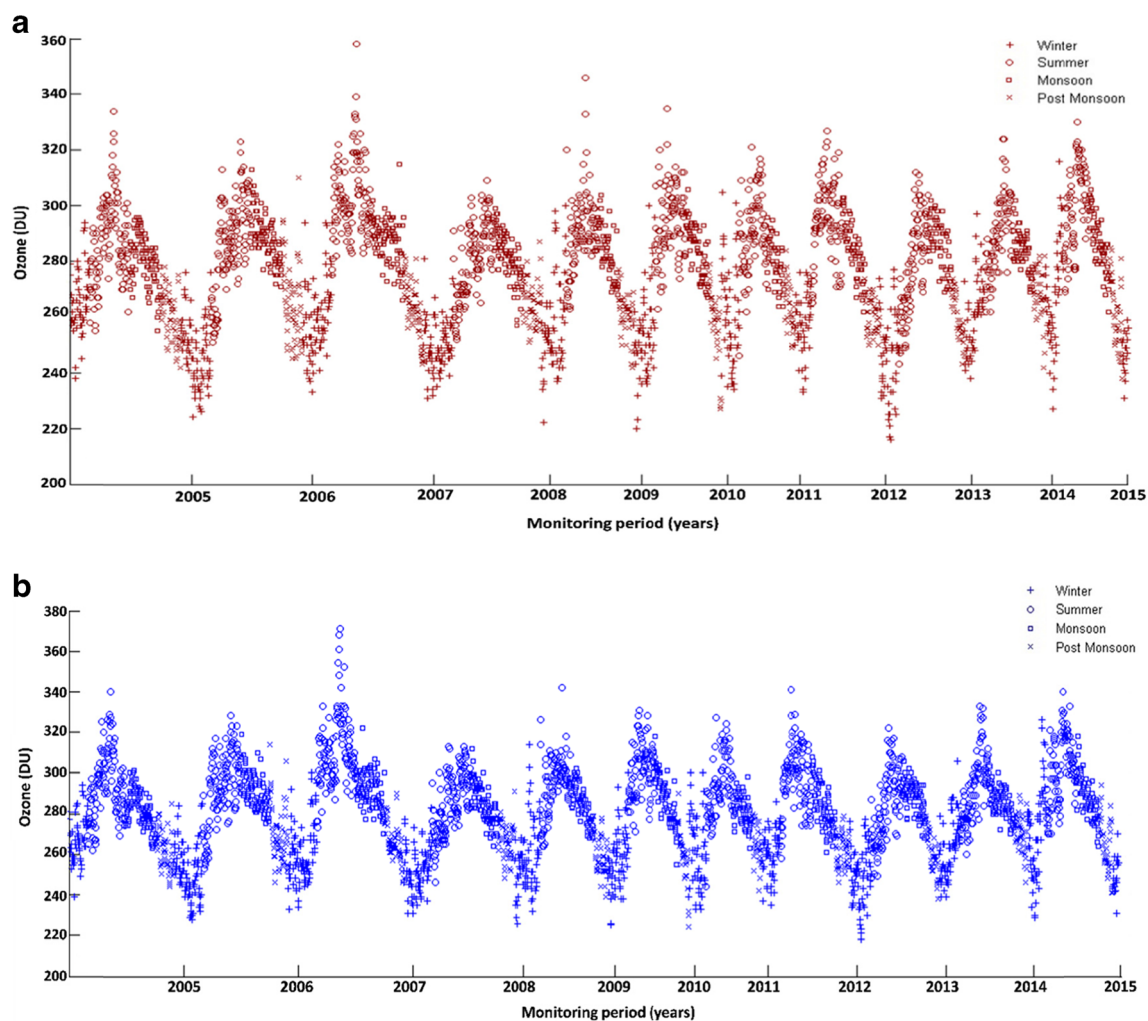 a
360
340
320
300
280
260
240
220
200
Ozone (DU)
Winter
Summer
Monsoon
Post Monsoon
2005 2006 2007 2008 2009 2010 2011 2012 2013 2014 2015
Monitoring period (years)
b
380
360
340
320
300
280
260
240
220
200
Ozone (DU)
Winter
Summer
Monsoon
Post Monsoon
2005 2006 2007 2008 2009 2010 2011 2012 2013 2014 2015
Monitoring period (years)